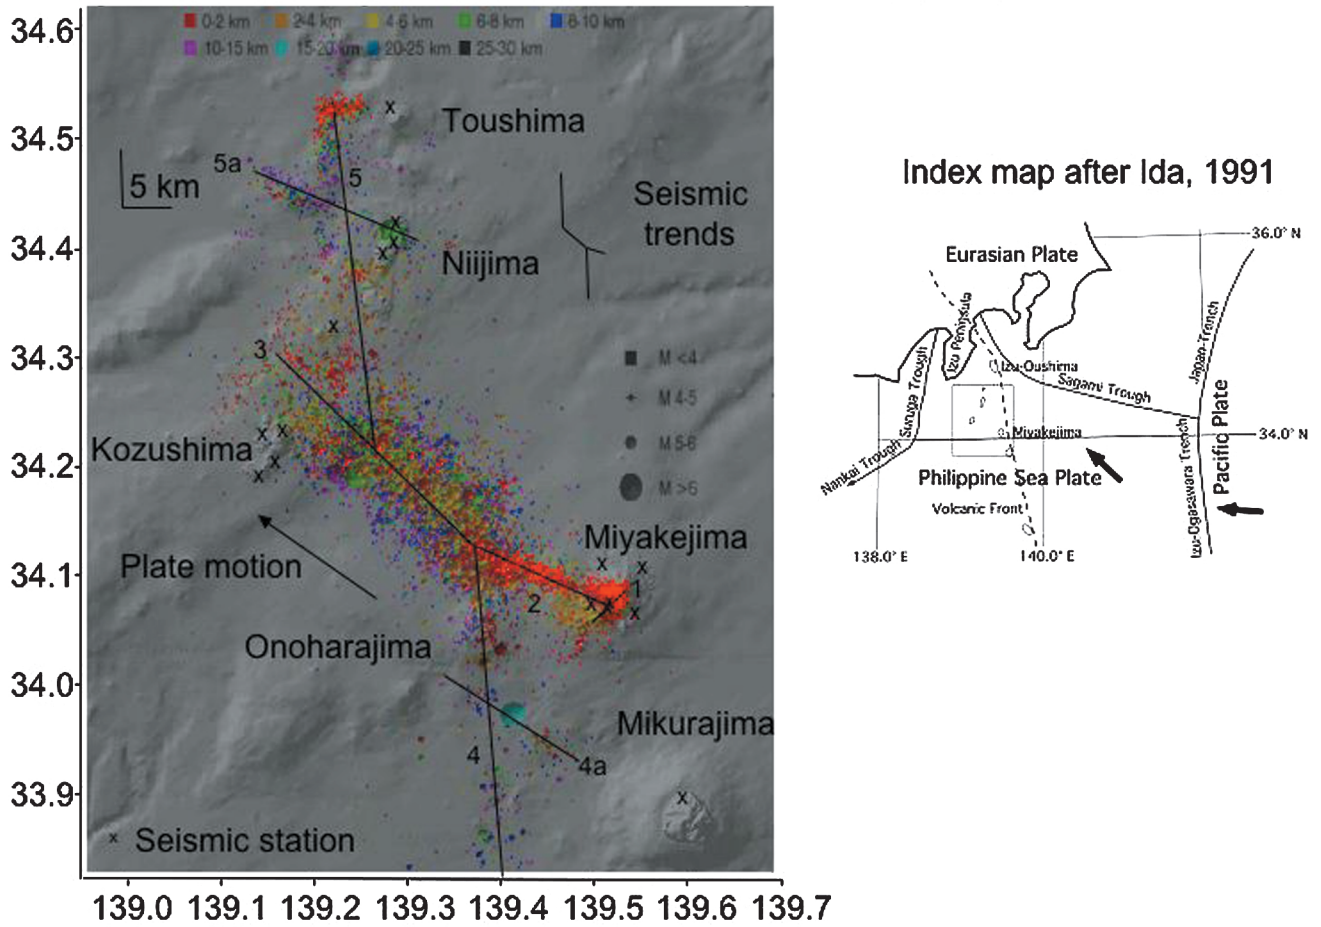 34.6
34.5
34.4
34.3
34.2
34.1
34.0
33.9
0-2 km 2-4 km 4-6 km 6-8 km 8-10 km
10-15 km 15-20 km 20-25 km 25-30 km
x Toushima
5a
5
5 km
Seismic
trends
x
x
x
Niijima
x
3
M <4
M 4-5
x x
Kozushima
x
x
M 5-6
M >6
Miyakejima
x x
Plate motion
1
2 x x x
Onoharajima
Mikurajima
4
4a
x
x Seismic station
139.0 139.1 139.2 139.3 139.4 139.5 139.6 139.7
Index map after Ida, 1991
36.0° N
Eurasian Plate
Izu Peninsula
Japan-Trench
Izu-Oushima
Suruga Trough
Sagami Trough
Pacific Plate
Miyakejima
34.0° N
Nankai Trough
Philippine Sea Plate
Izu-Ogasawara Trench
Volcanic Front
138.0° E 140.0° E